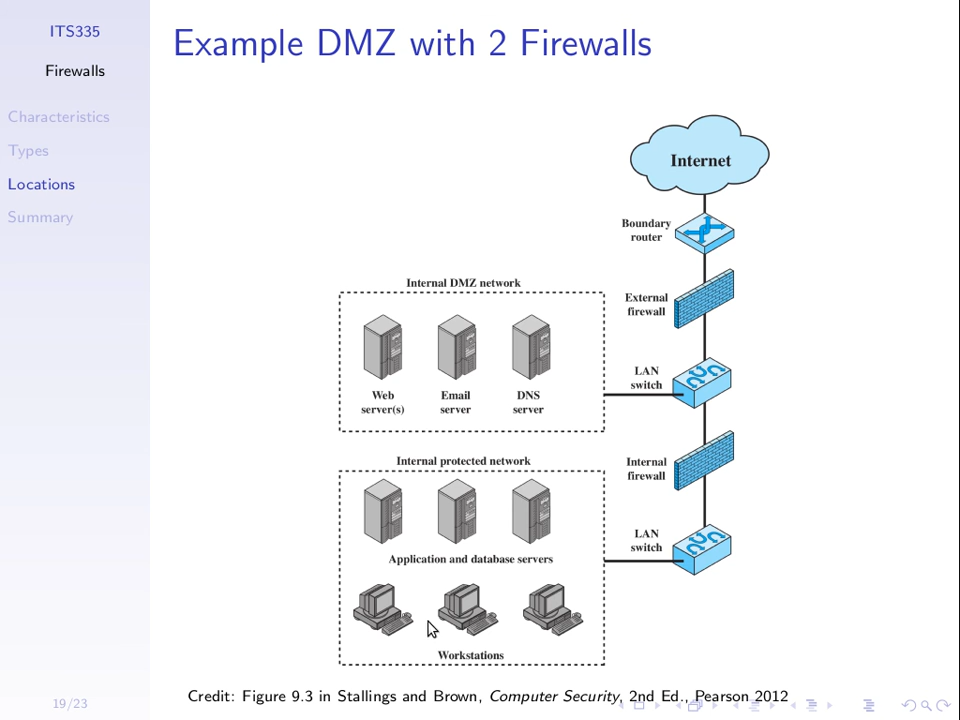 ITS335
Firewalls
Characteristics
Types
Locations
Summary
19/23
Example DMZ with 2 Firewalls
Internet
Boundary
router
Internal DMZ network
External
firewall
Web
server(s)
Email
server
DNS
server
LAN
switch
Internal protected network
Internal
firewall
Application and database servers
LAN
switch
Workstations
Credit: Figure 9.3 in Stallings and Brown, Computer Security, 2nd Ed., Pearson 2012